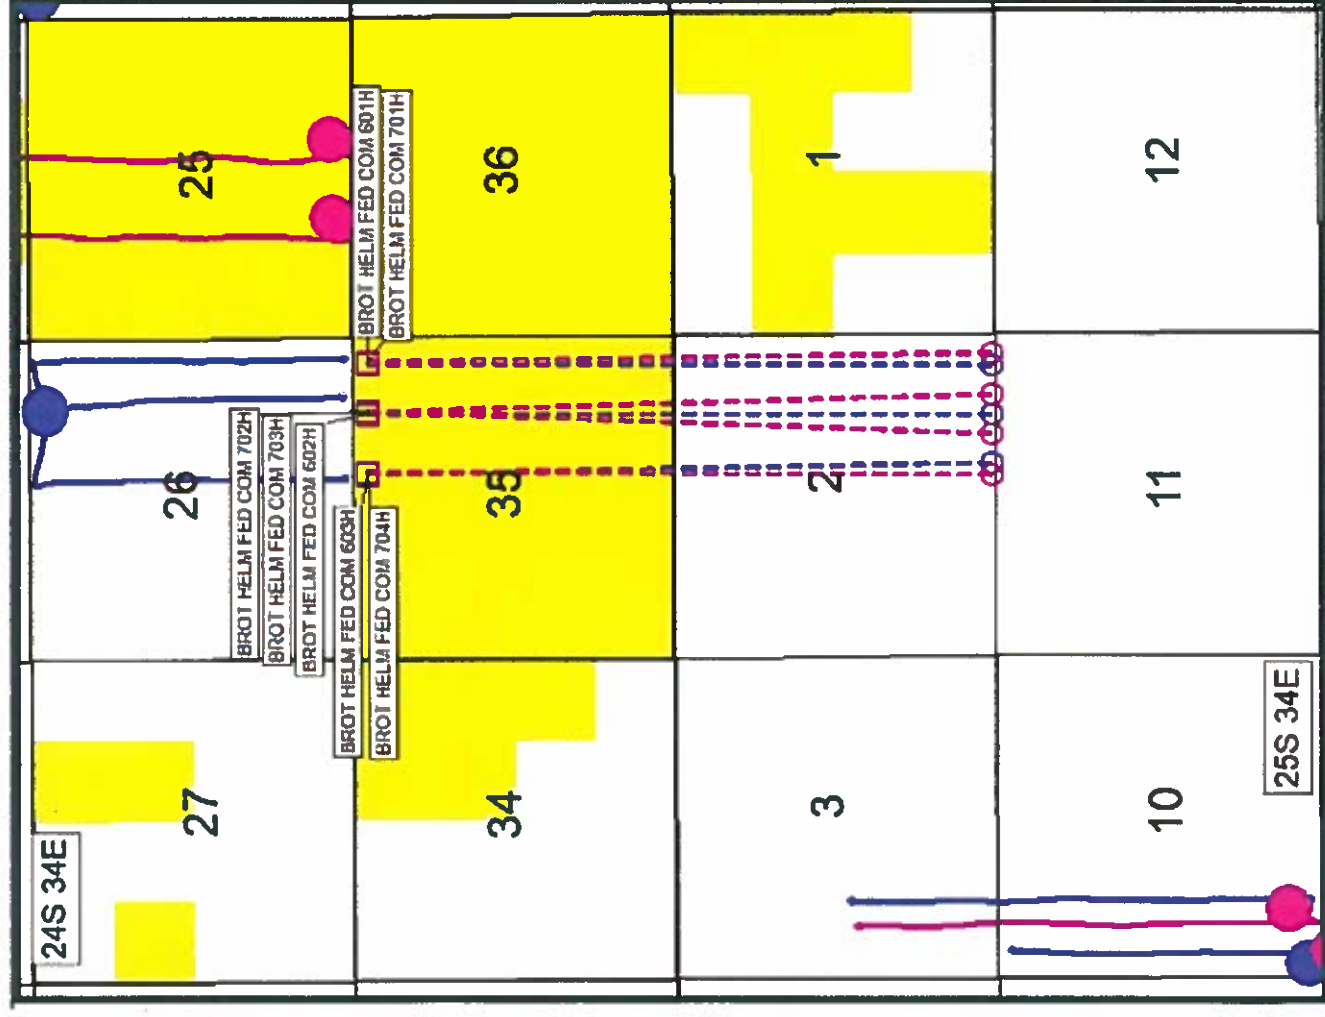 24S 34E
27
26
25
BROT HELM FED COM 601H
BROT HELM FED COM 701H
BROT HELM FED COM 702H
BROT HELM FED COM 703H
BROT HELM FED COM 602H
BROT HELM FED COM 603H
BROT HELM FED COM 704H
34
35
36
3
2
1
10
11
12
25S 34E